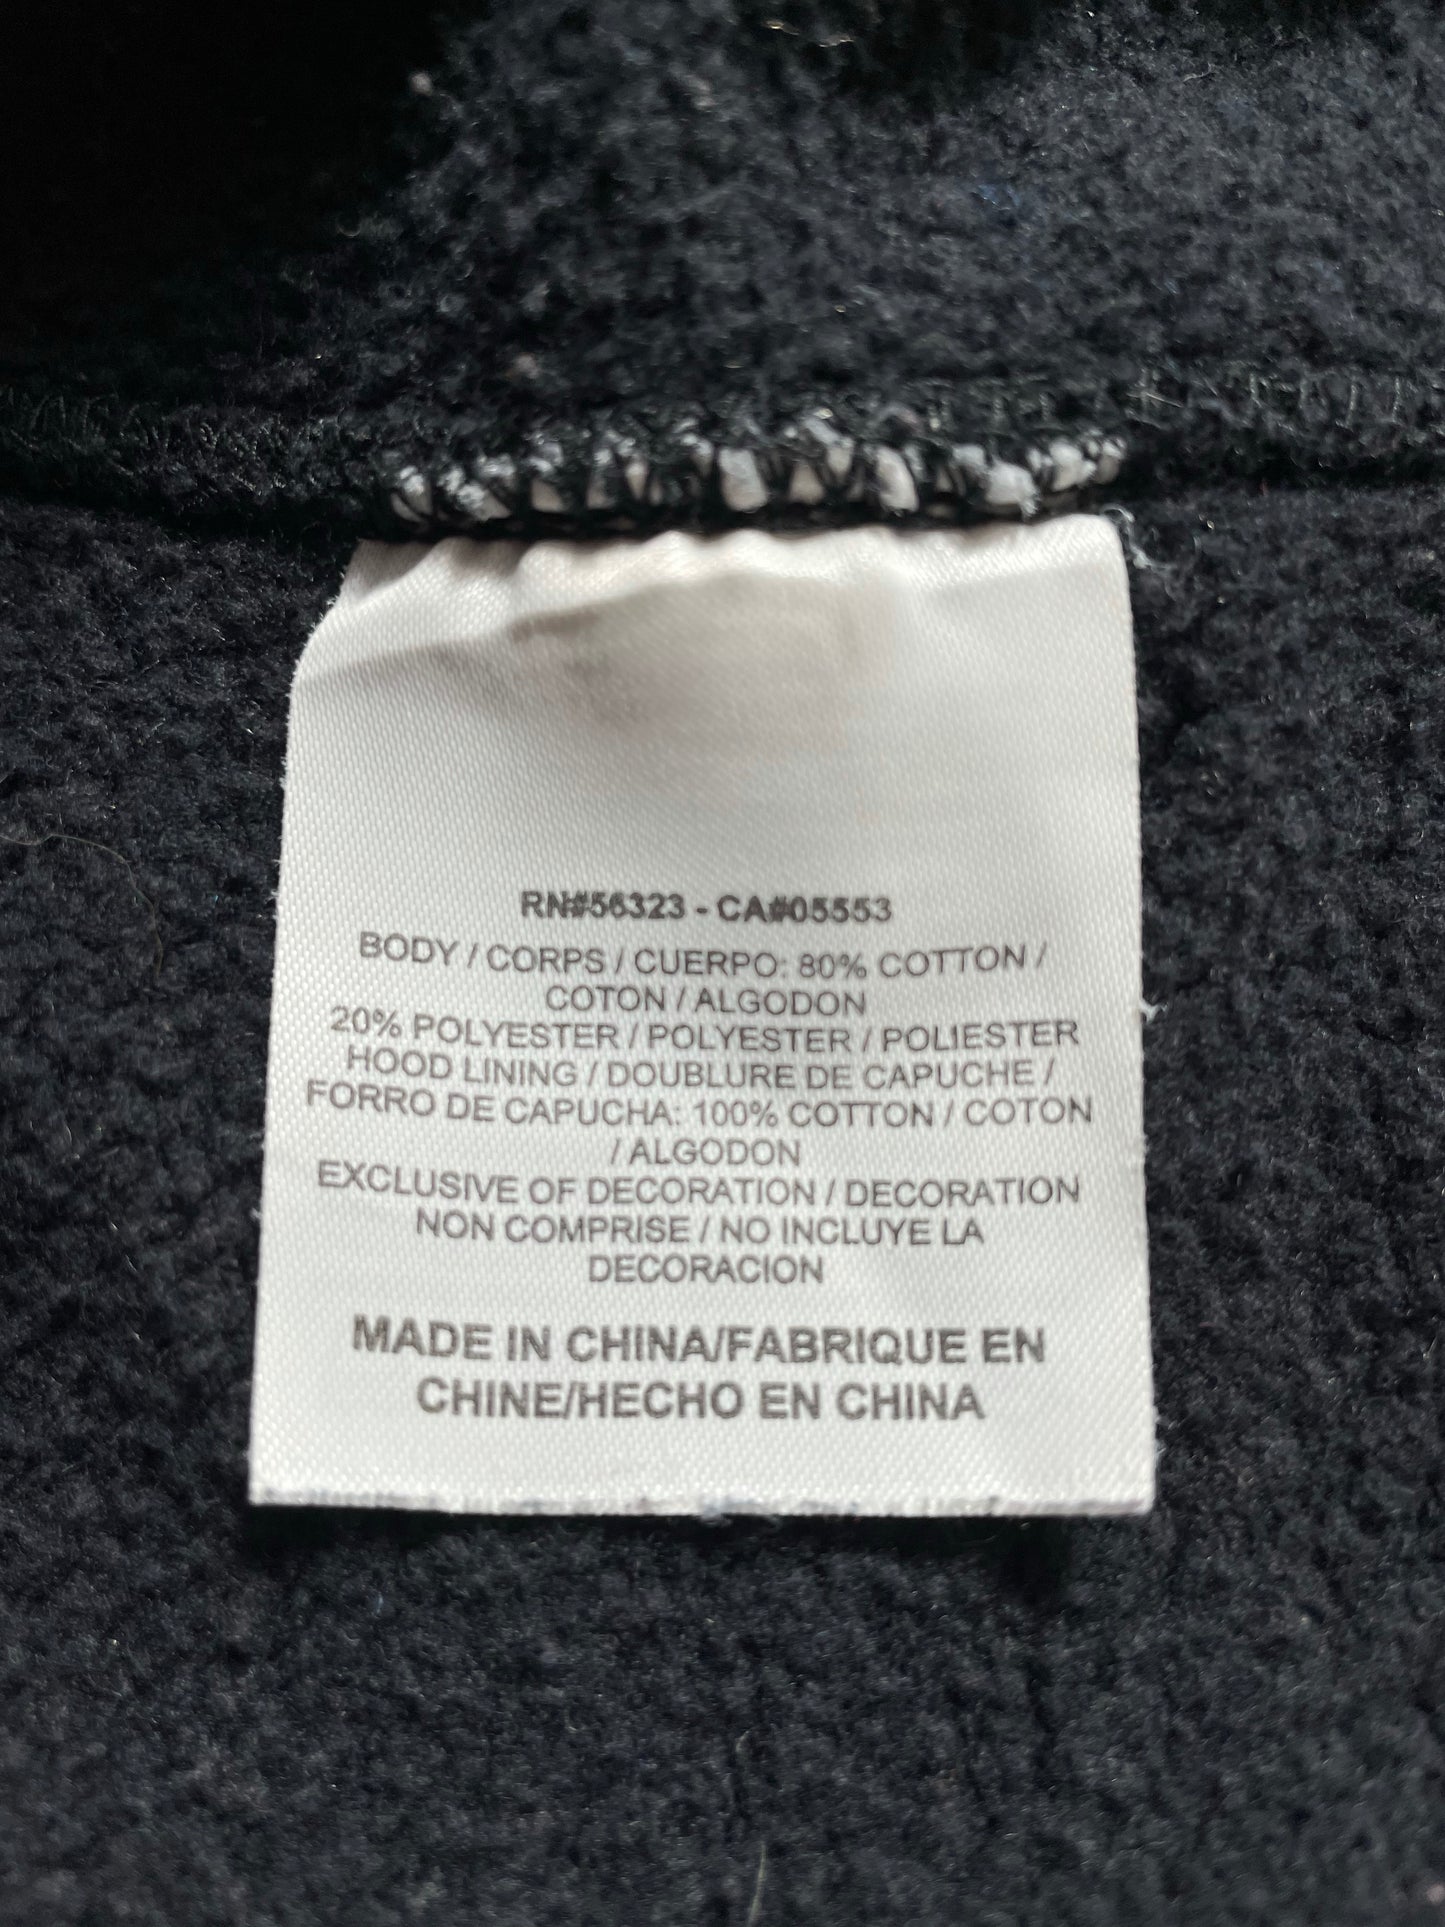 RN#56323 - CA#05553
BODY / CORPS / CUERPO: 80% COTTON /
COTON / ALGODON
20% POLYESTER / POLYESTER / POLIESTER
HOOD LINING / DOUBLURE DE CAPUCHE /
FORRO DE CAPUCHA: 100% COTTON / COTON
/ ALGODON
EXCLUSIVE OF DECORATION / DECORATION
NON COMPRISE / NO INCLUYE LA
DECORACION
MADE IN CHINA/FABRIQUE EN
CHINE/HECHO EN CHINA